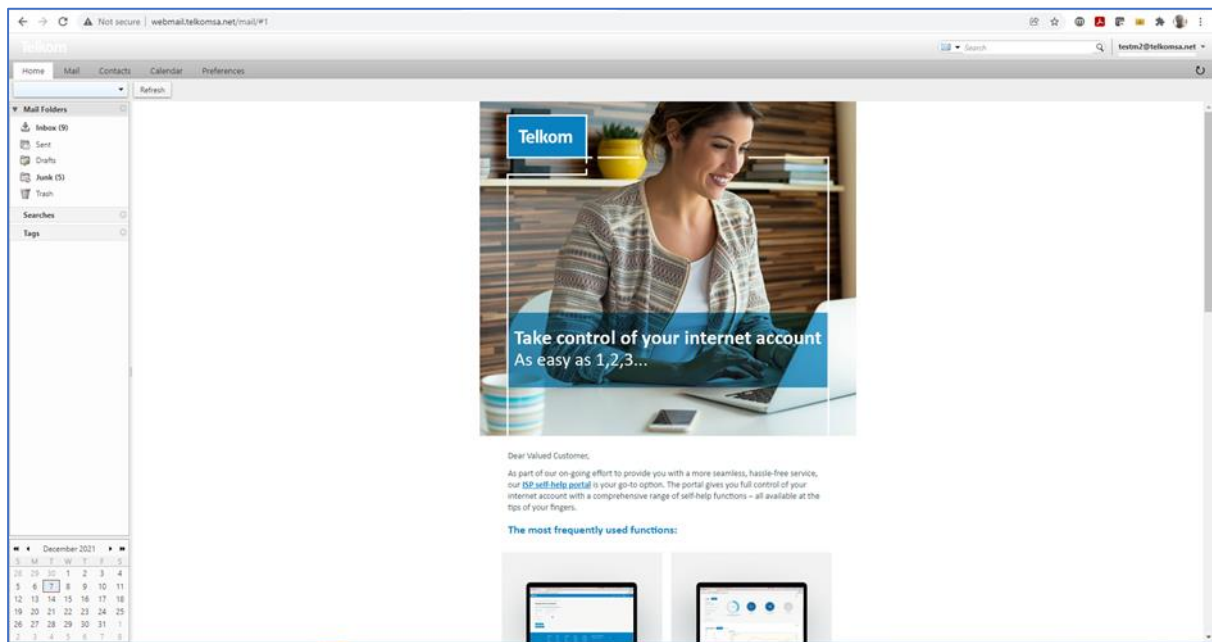 Not secure | webmail.telkomsa.net/mail/#1
Telkom
Search
testm2@telkomsa.net
Home Mail Contacts Calendar Preferences
Refresh
Mail Folders
Inbox (9)
Sent
Drafts
Junk (5)
Trash
Searches
Tags
Telkom
Take control of your internet account
As easy as 1,2,3...
Dear Valued Customer,
As part of our on-going effort to provide you with a more seamless, hassle-free service,
our ISP self-help portal is your go-to option. The portal gives you full control of your
internet account with a comprehensive range of self-help functions – all available at the
tips of your fingers.
The most frequently used functions:
December 2021
S M T W T F S
28 29 30 1 2 3 4
5 6 7 8 9 10 11
12 13 14 15 16 17 18
19 20 21 22 23 24 25
26 27 28 29 30 31 1
2 3 4 5 6 7 8